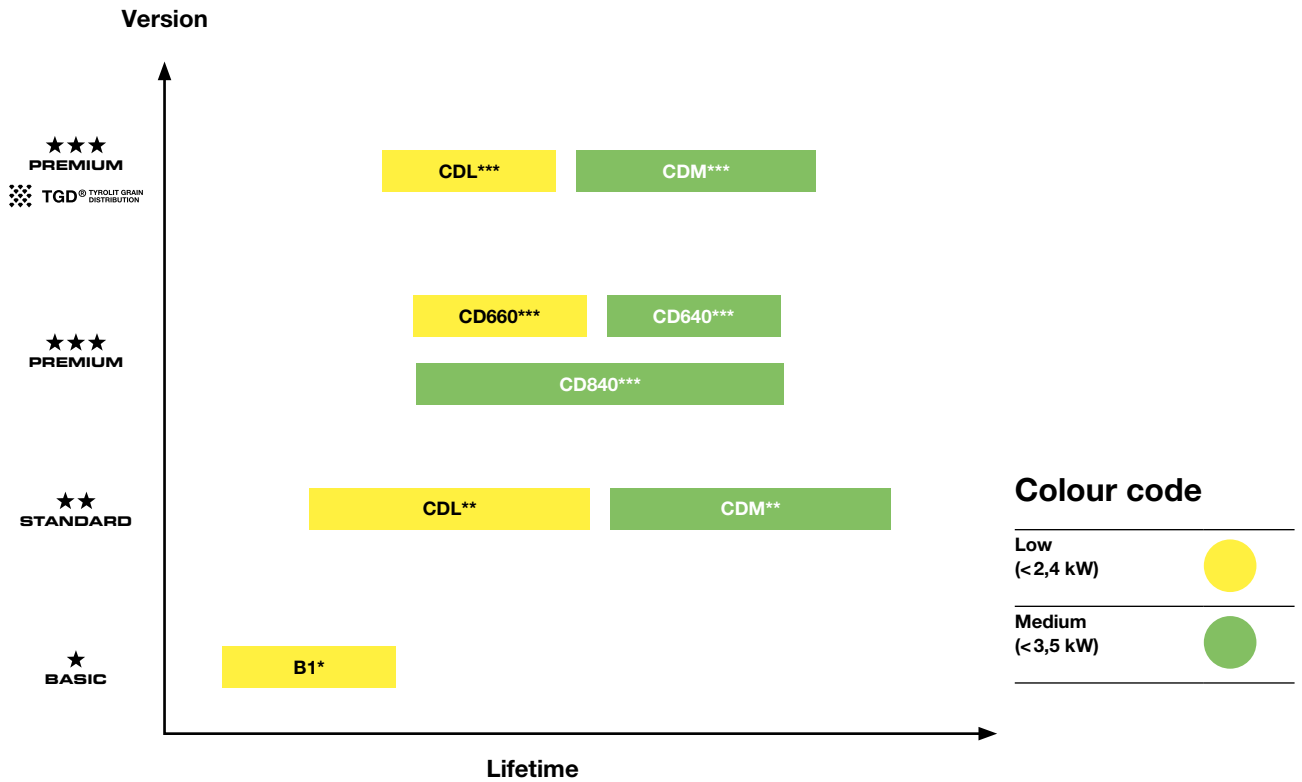 Version
★★★
PREMIUM
TGD® TYROLIT GRAIN
DISTRIBUTION
CDL***
CDM***
★★★
PREMIUM
CD660***
CD640***
CD840***
★★
STANDARD
CDL**
CDM**
★
BASIC
B1*
Lifetime
Colour code
Low
(<2,4 kW)
Medium
(<3,5 kW)